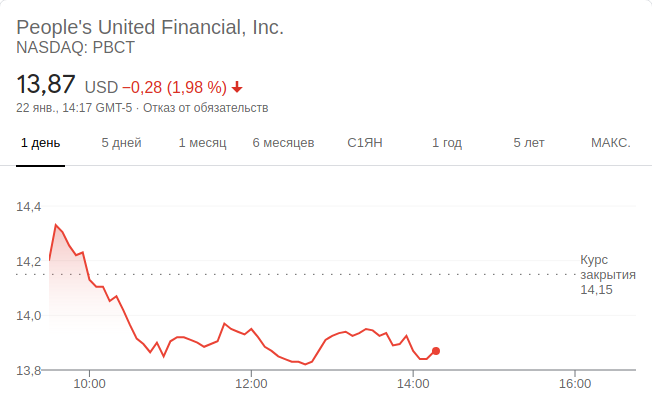 People's United Financial, Inc.
NASDAQ: PBCT
13,87 USD −0,28 (1,98 %)
22 янв., 14:17 GMT-5 · Отказ от обязательств
1 день 5 дней 1 месяц 6 месяцев С1ЯН 1 год 5 лет МАКС.
14,4
14,2
14,0
13,8
Курс
закрытия
14,15
10:00 12:00 14:00 16:00